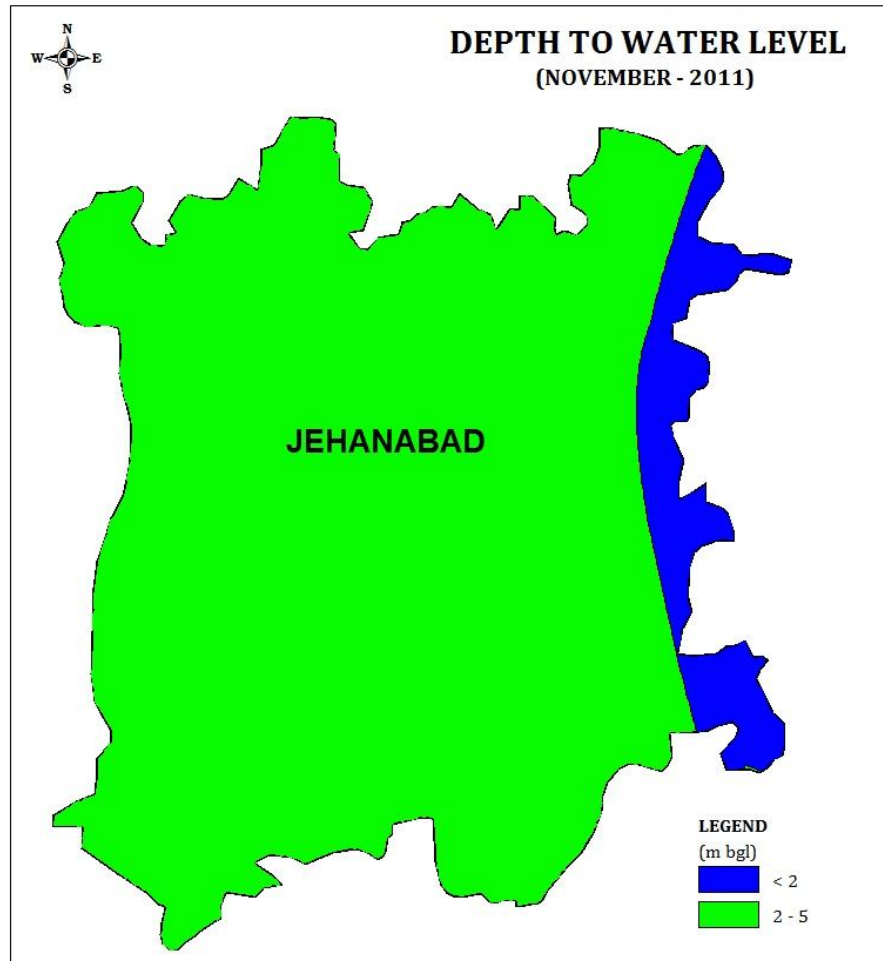 N
W E
S
DEPTH TO WATER LEVEL
(NOVEMBER - 2011)
JEHANABAD
LEGEND
(m bgl)
< 2
2 - 5